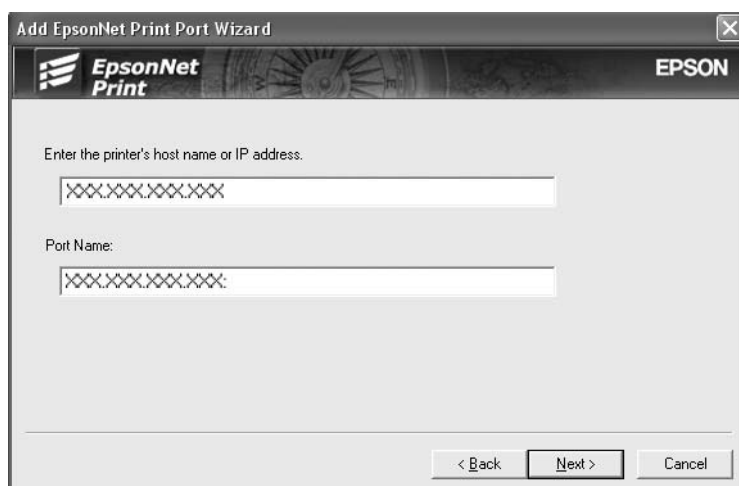 Add EpsonNet Print Port Wizard
EpsonNet
Print
EPSON
Enter the printer's host name or IP address.
XXX.XXX.XXX.XXX
Port Name:
XXX.XXX.XXX.XXX:
< Back
Next >
Cancel